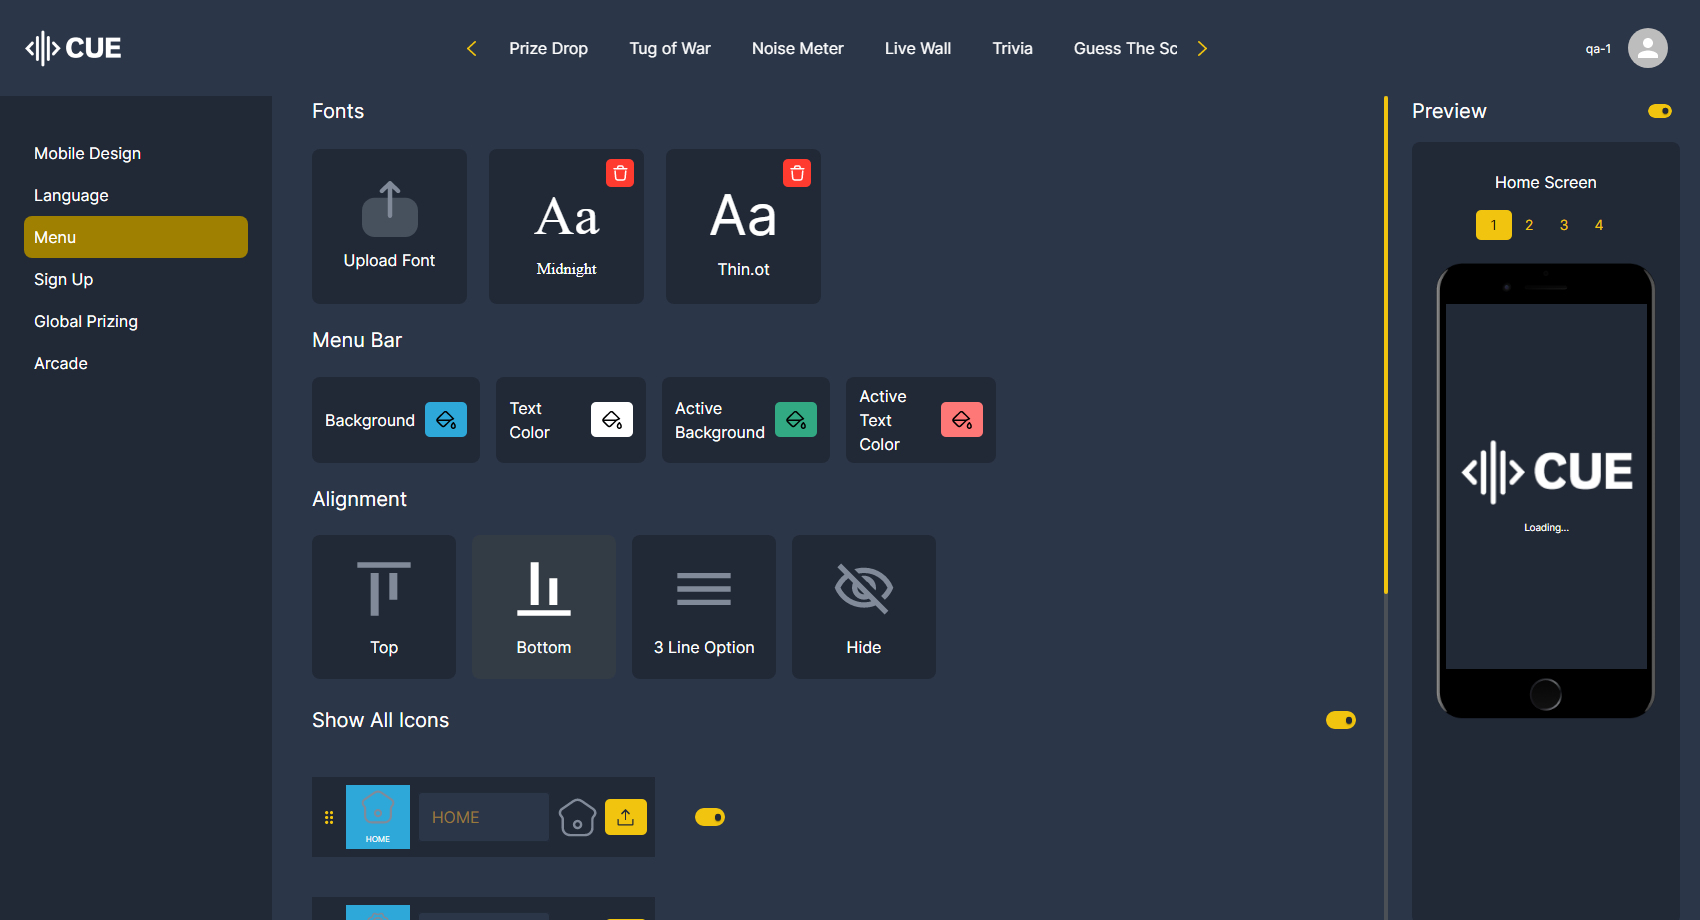 CUE
Prize Drop
Tug of War
Noise Meter
Live Wall
Trivia
Guess The Sc
qa-1
Mobile Design
Language
Menu
Sign Up
Global Prizing
Arcade
Fonts
Upload Font
Aa
Midnight
Aa
Thin.ot
Menu Bar
Background
Text
Color
Active
Background
Active
Text
Color
Alignment
Top
Bottom
3 Line Option
Hide
Show All Icons
HOME
HOME
Preview
Home Screen
1 2 3 4
CUE
Loading...